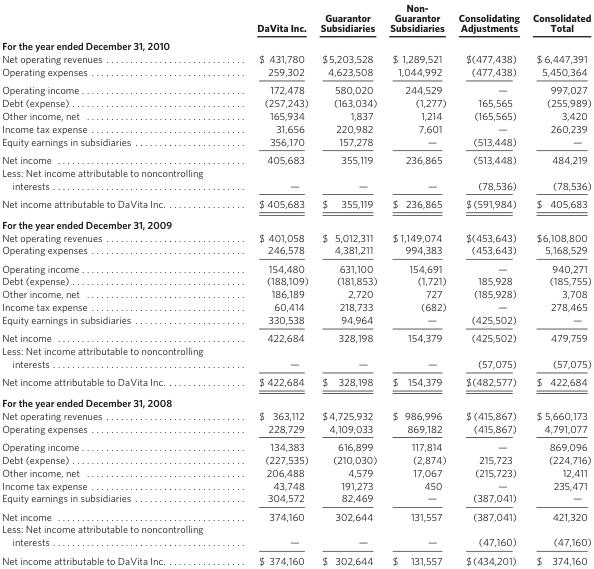 DaVita Inc. Guarantor Subsidiaries Non-Guarantor Subsidiaries Consolidating Adjustments Consolidated Total
For the year ended December 31, 2010
Net operating revenues $ 431,780 $5,203,528 $ 1,289,521 $(477,438) $ 6,447,391
Operating expenses 259,302 4,623,508 1,044,992 (477,438) 5,450,364
Operating income 172,478 580,020 244,529 — 997,027
Debt (expense) (257,243) (163,034) (1,277) 165,565 (255,989)
Other income, net 165,934 1,837 1,214 (165,565) 3,420
Income tax expense 31,656 220,982 7,601 — 260,239
Equity earnings in subsidiaries 356,170 157,278 — (513,448) —
Net income 405,683 355,119 236,865 (513,448) 484,219
Less: Net income attributable to noncontrolling
interests — — — (78,536) (78,536)
Net income attributable to DaVita Inc. $ 405,683 $ 355,119 $ 236,865 $(591,984) $ 405,683
For the year ended December 31, 2009
Net operating revenues $ 401,058 $ 5,012,311 $ 1,149,074 $(453,643) $6,108,800
Operating expenses 246,578 4,381,211 994,383 (453,643) 5,168,529
Operating income 154,480 631,100 154,691 — 940,271
Debt (expense) (188,109) (181,853) (1,721) 185,928 (185,755)
Other income, net 186,189 2,720 727 (185,928) 3,708
Income tax expense 60,414 218,733 (682) — 278,465
Equity earnings in subsidiaries 330,538 94,964 — (425,502) —
Net income 422,684 328,198 154,379 (425,502) 479,759
Less: Net income attributable to noncontrolling
interests — — — (57,075) (57,075)
Net income attributable to DaVita Inc. $ 422,684 $ 328,198 $ 154,379 $(482,577) $ 422,684
For the year ended December 31, 2008
Net operating revenues $ 363,112 $ 4,725,932 $ 986,996 $ (415,867) $ 5,660,173
Operating expenses 228,729 4,109,033 869,182 (415,867) 4,791,077
Operating income 134,383 616,899 117,814 — 869,096
Debt (expense) (227,535) (210,030) (2,874) 215,723 (224,716)
Other income, net 206,488 4,579 17,067 (215,723) 12,411
Income tax expense 43,748 191,273 450 — 235,471
Equity earnings in subsidiaries 304,572 82,469 — (387,041) —
Net income 374,160 302,644 131,557 (387,041) 421,320
Less: Net income attributable to noncontrolling
interests — — — (47,160) (47,160)
Net income attributable to DaVita Inc. $ 374,160 $ 302,644 $ 131,557 $(434,201) $ 374,160